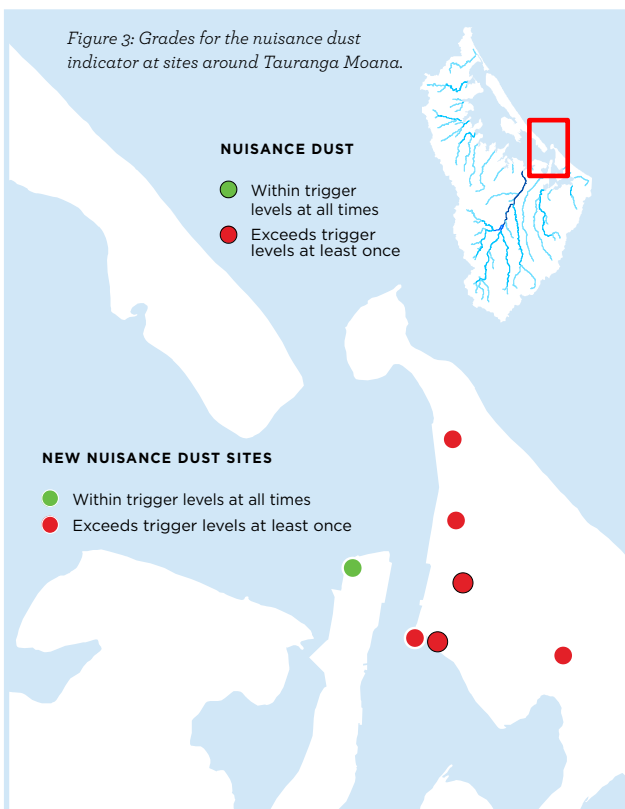 Figure 3: Grades for the nuisance dust
indicator at sites around Tauranga Moana.
NUISANCE DUST
Within trigger
levels at all times
Exceeds trigger
levels at least once
NEW NUISANCE DUST SITES
Within trigger levels at all times
Exceeds trigger levels at least once